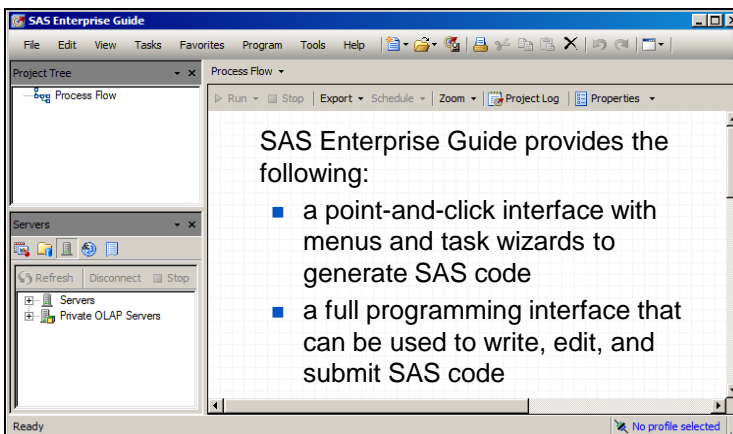 SAS Enterprise Guide
File Edit View Tasks Favorites Program Tools Help
Project Tree
Process Flow
Process Flow
Run Stop Export Schedule Zoom Project Log Properties
SAS Enterprise Guide provides the
following:
a point-and-click interface with
menus and task wizards to
generate SAS code
a full programming interface that
can be used to write, edit, and
submit SAS code
Servers
Refresh Disconnect Stop
Servers
Private OLAP Servers
Ready
No profile selected